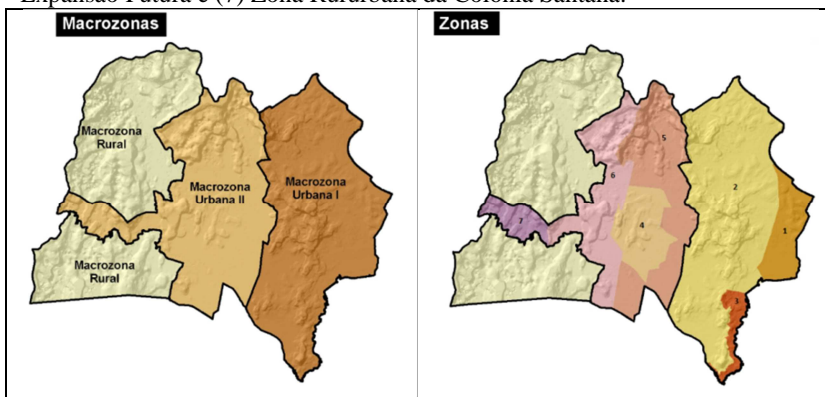 Expansão Futura e (7) Zona Rururbana da Colônia Santana.
Macrozonas
Macrozona
Rural
Macrozona
Urbana II
Macrozona
Urbana I
Macrozona
Rural
Zonas
5
6
2
4
1
7
3